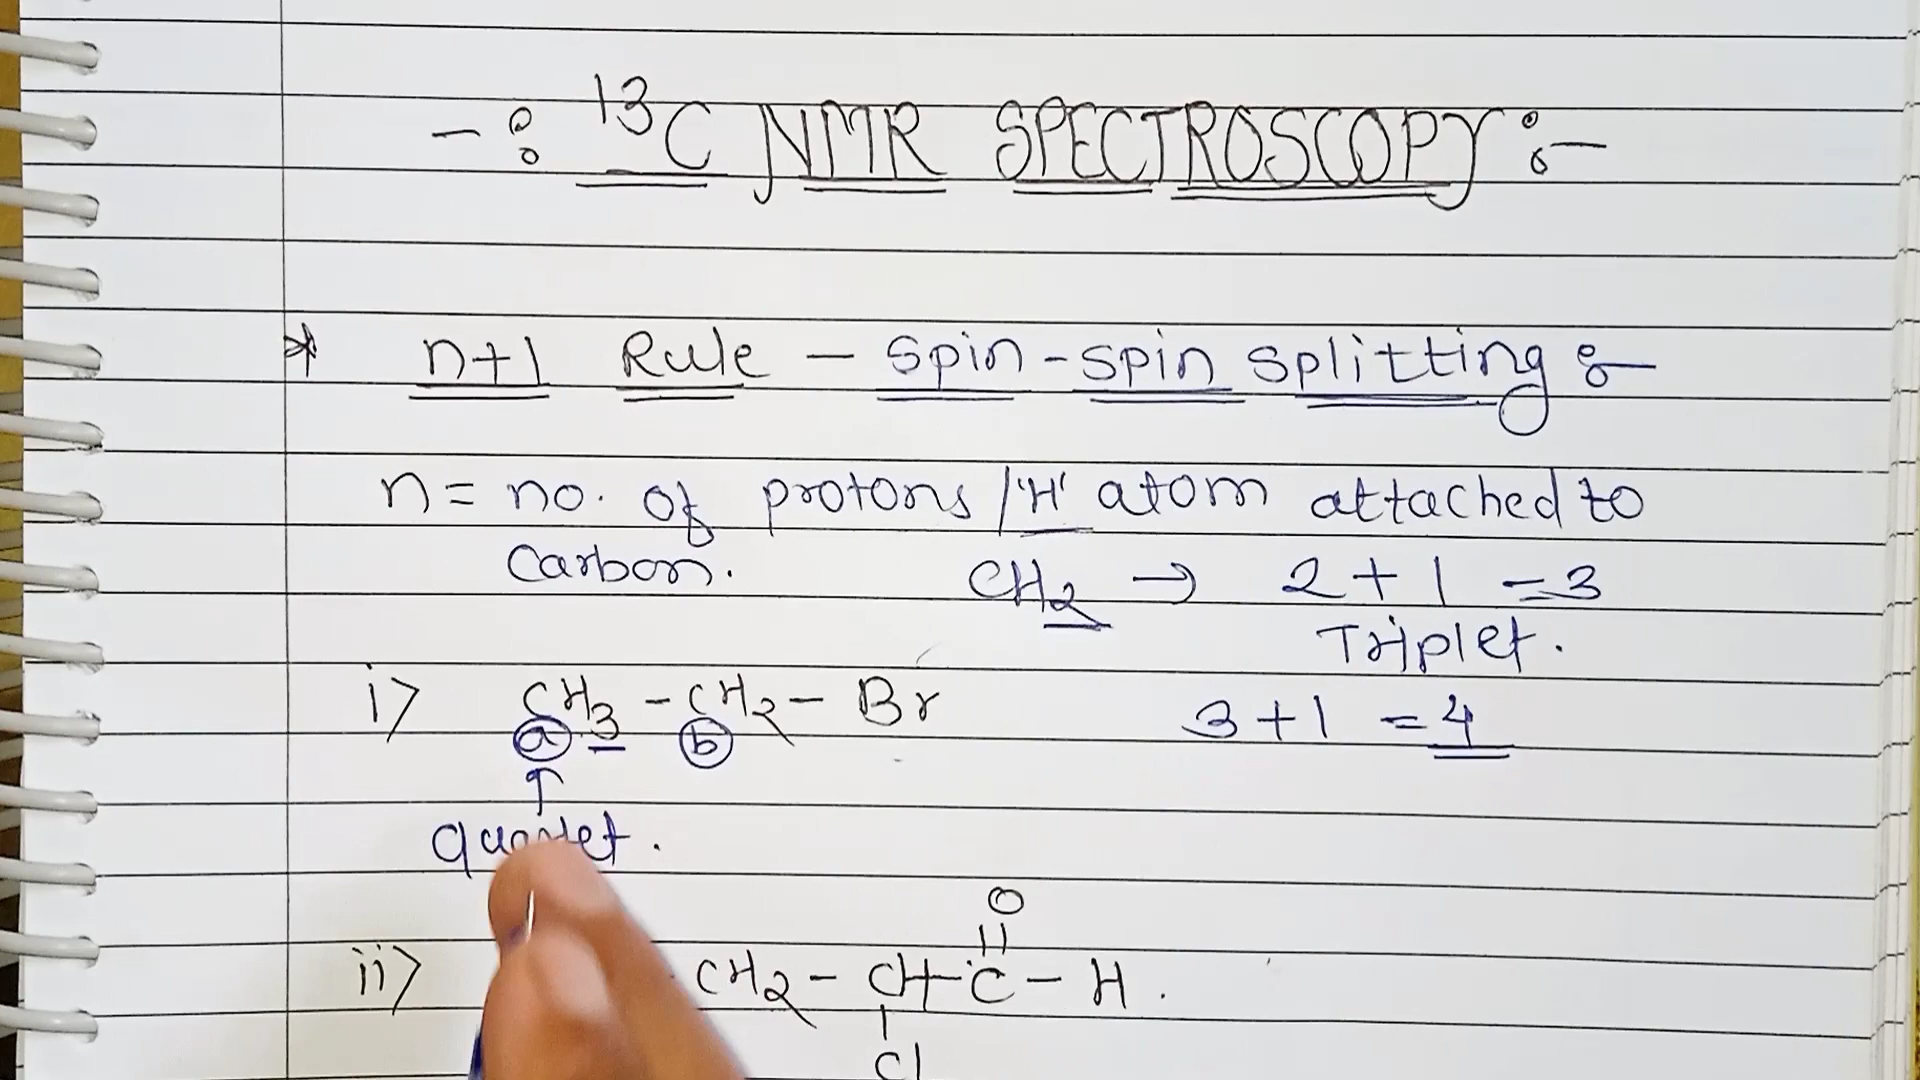 -: ¹³C NMR SPECTROSCOPY :-
* n+1 Rule - Spin-spin splitting :-
n = no. of protons /'H' atom attached to
Carbon. CH₂ → 2 + 1 = 3
Triplet.
i> CH₃ - CH₂ - Br 3 + 1 = 4
a b
↑
O
||
ii> CH₂ - CH - C - H.
|
Cl